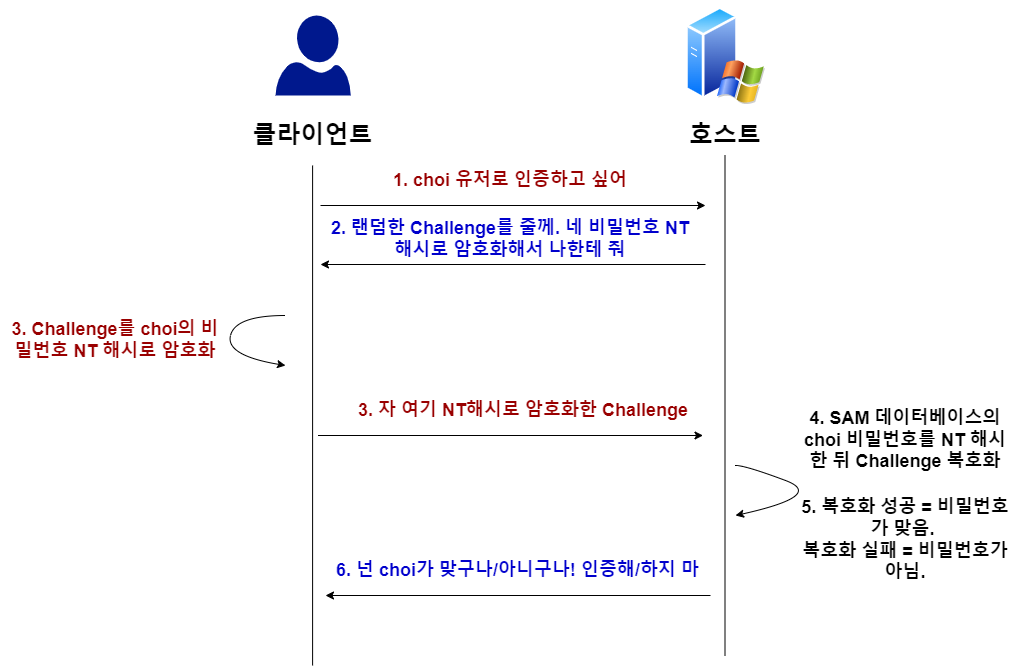 클라이언트
호스트
1. choi 유저로 인증하고 싶어
2. 랜덤한 Challenge를 줄께. 네 비밀번호 NT
해시로 암호화해서 나한테 줘
3. Challenge를 choi의 비
밀번호 NT 해시로 암호화
3. 자 여기 NT해시로 암호화한 Challenge
4. SAM 데이터베이스의
choi 비밀번호를 NT 해시
한 뒤 Challenge 복호화
5. 복호화 성공 = 비밀번호
가 맞음.
복호화 실패 = 비밀번호가
아님.
6. 넌 choi가 맞구나/아니구나! 인증해/하지 마